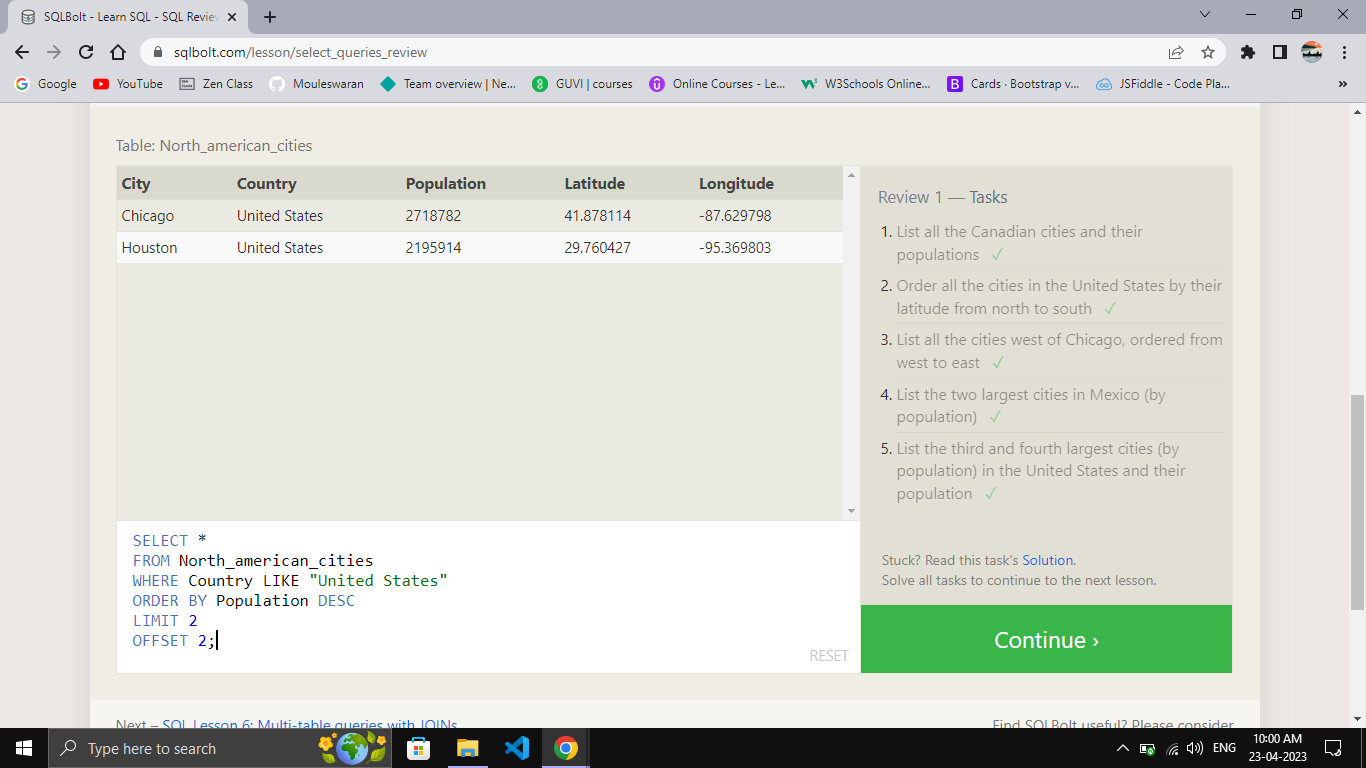 SQLBolt - Learn SQL - SQL Review
sqlbolt.com/lesson/select_queries_review
Google YouTube Zen Class Mouleswaran Team overview | Ne... GUVI | courses Online Courses - Le... W3Schools Online... Cards · Bootstrap v... JSFiddle - Code Pla... »
Table: North_american_cities
City Country Population Latitude Longitude
Chicago United States 2718782 41.878114 -87.629798
Houston United States 2195914 29.760427 -95.369803
Review 1 — Tasks
1. List all the Canadian cities and their
populations ✓
2. Order all the cities in the United States by their
latitude from north to south ✓
3. List all the cities west of Chicago, ordered from
west to east ✓
4. List the two largest cities in Mexico (by
population) ✓
5. List the third and fourth largest cities (by
population) in the United States and their
population ✓
Stuck? Read this task's Solution.
Solve all tasks to continue to the next lesson.
Continue ›
SELECT *
FROM North_american_cities
WHERE Country LIKE "United States"
ORDER BY Population DESC
LIMIT 2
OFFSET 2;
RESET
Next – SQL Lesson 6: Multi-table queries with JOINs
Find SQLBolt useful? Please consider
Type here to search
ENG
10:00 AM
23-04-2023